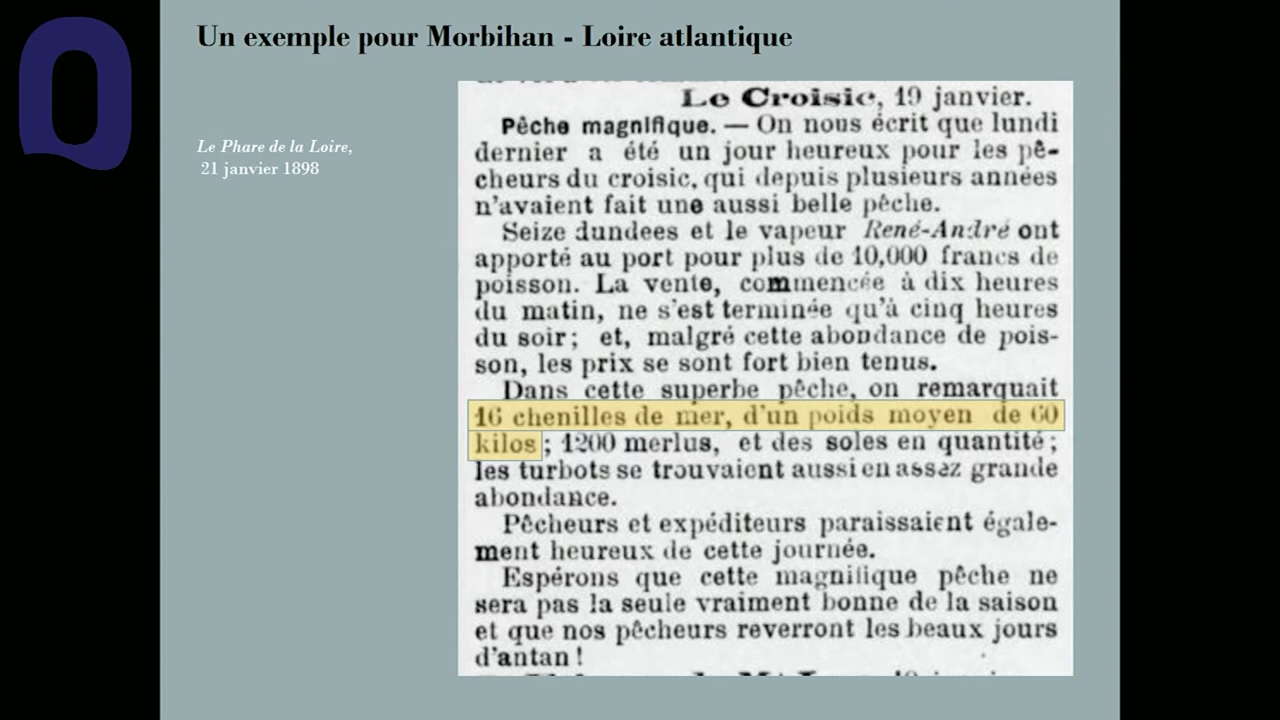 Un exemple pour Morbihan - Loire atlantique
Le Phare de la Loire,
21 janvier 1898
Le Croisic, 19 janvier.
Pêche magnifique. — On nous écrit que lundi
dernier a été un jour heureux pour les pê-
cheurs du croisic, qui depuis plusieurs années
n'avaient fait une aussi belle pêche.
Seize dundees et le vapeur René-André ont
apporté au port pour plus de 10,000 francs de
poisson. La vente, commencée à dix heures
du matin, ne s'est terminée qu'à cinq heures
du soir ; et, malgré cette abondance de pois-
son, les prix se sont fort bien tenus.
Dans cette superbe pêche, on remarquait
16 chenilles de mer, d'un poids moyen de 60
kilos ; 1200 merlus, et des soles en quantité ;
les turbots se trouvaient aussi en assez grande
abondance.
Pêcheurs et expéditeurs paraissaient égale-
ment heureux de cette journée.
Espérons que cette magnifique pêche ne
sera pas la seule vraiment bonne de la saison
et que nos pêcheurs reverront les beaux jours
d'antan !